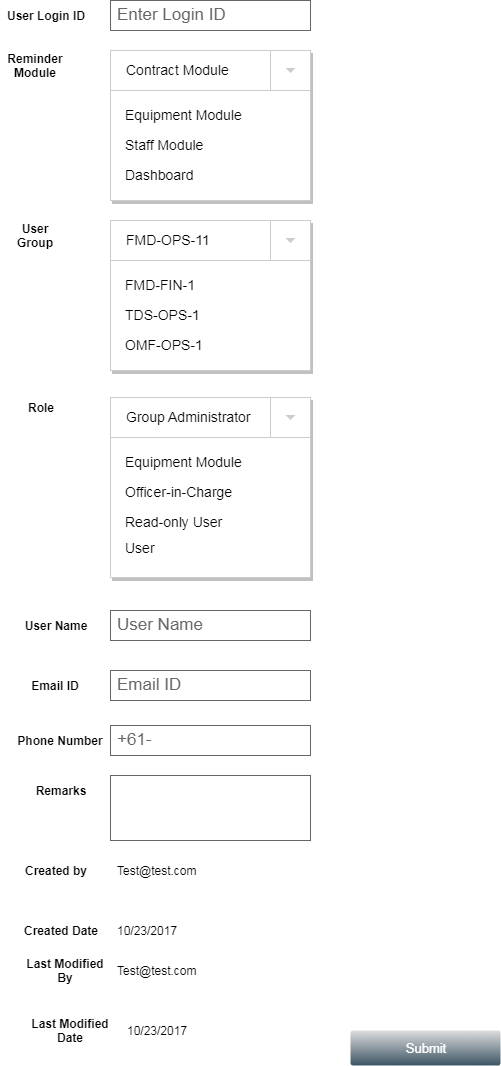 User Login ID
Enter Login ID
Reminder
Module
Contract Module
Equipment Module
Staff Module
Dashboard
User
Group
FMD-OPS-11
FMD-FIN-1
TDS-OPS-1
OMF-OPS-1
Role
Group Administrator
Equipment Module
Officer-in-Charge
Read-only User
User
User Name
User Name
Email ID
Email ID
Phone Number
+61-
Remarks
Created by
Test@test.com
Created Date
10/23/2017
Last Modified
By
Test@test.com
Last Modified
Date
10/23/2017
Submit